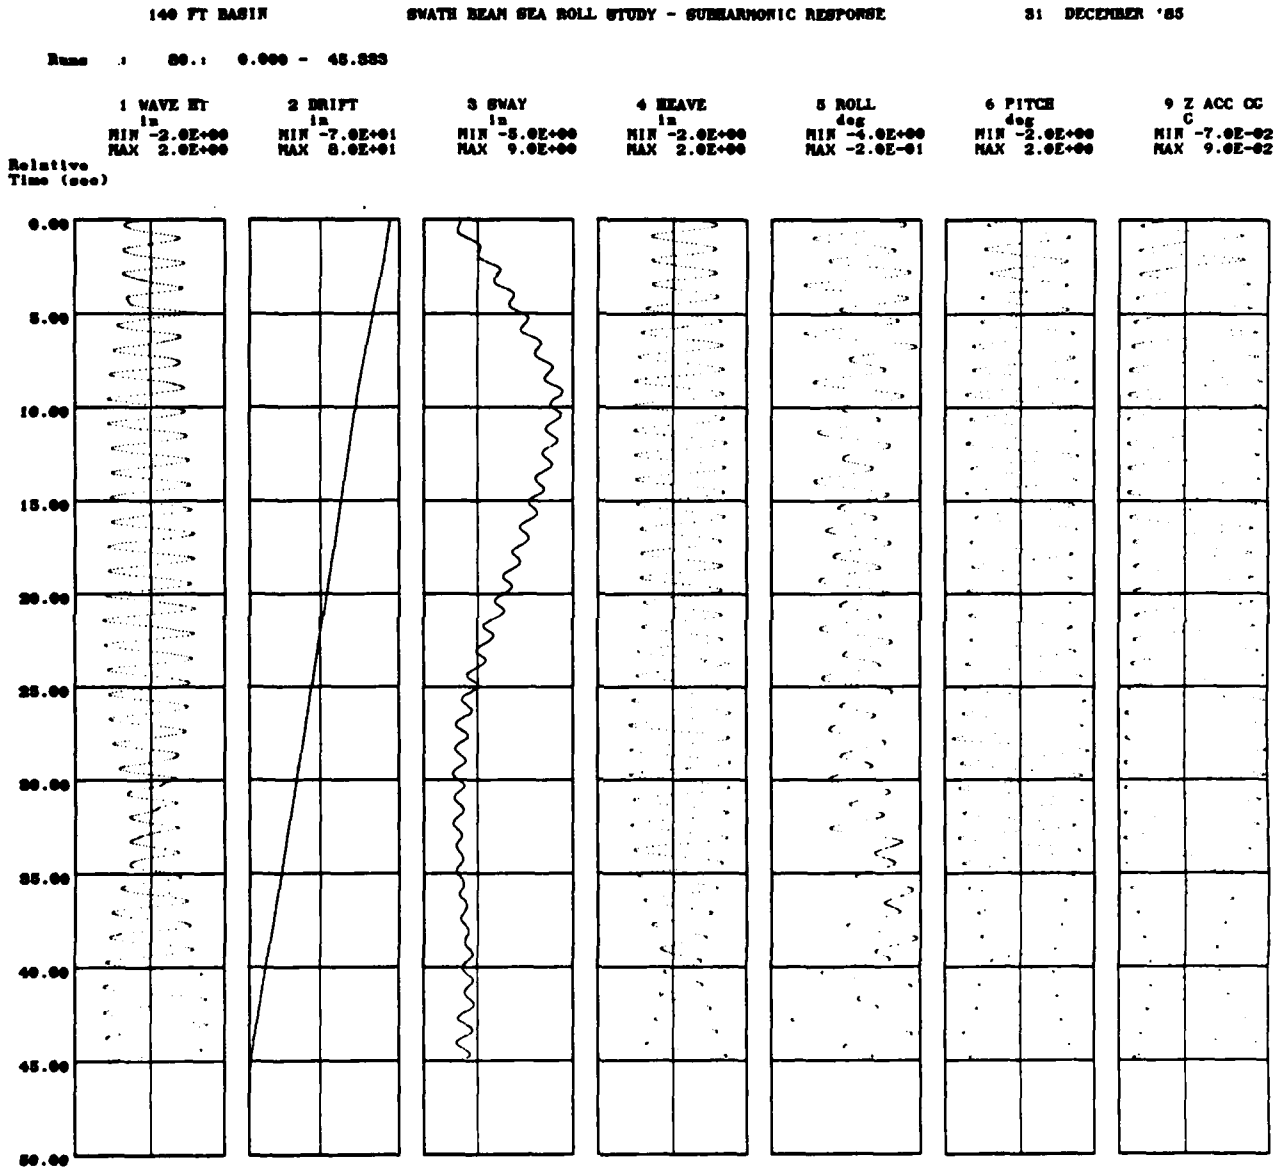 140 FT BASIN SWATH BEAM SEA ROLL STUDY - SUBHARMONIC RESPONSE 31 DECEMBER '85
Runs : 80.: 0.000 - 45.333
1 WAVE HT 2 DRIFT 3 SWAY 4 HEAVE 5 ROLL 6 PITCH 9 Z ACC CG
in in in in deg deg G
MIN -2.0E+00 MIN -7.0E+01 MIN -5.0E+00 MIN -2.0E+00 MIN -4.0E+00 MIN -2.0E+00 MIN -7.0E-02
MAX 2.0E+00 MAX 8.0E+01 MAX 9.0E+00 MAX 2.0E+00 MAX -2.0E-01 MAX 2.0E+00 MAX 9.0E-02
Relative
Time (sec)
0.00
5.00
10.00
15.00
20.00
25.00
30.00
35.00
40.00
45.00
50.00